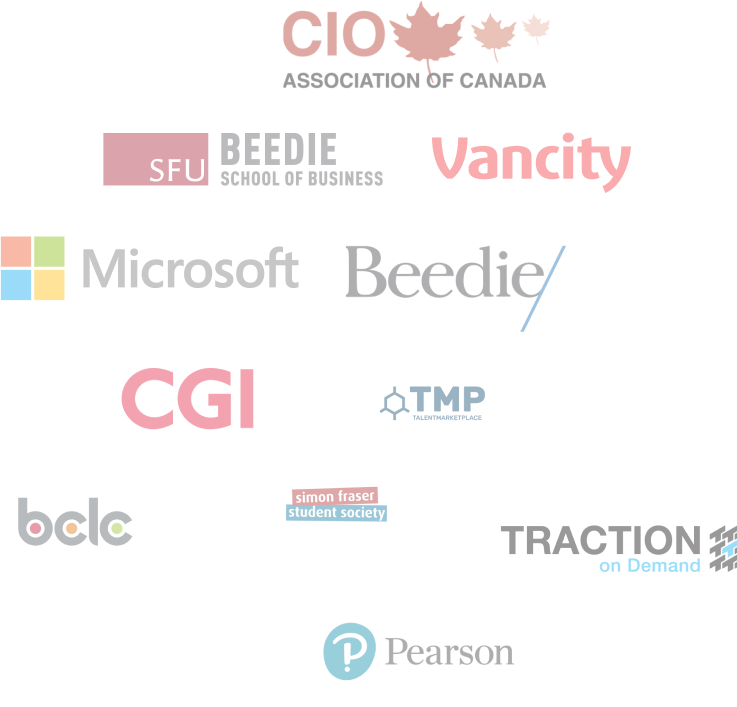 CIO
ASSOCIATION OF CANADA
SFU
BEEDIE
SCHOOL OF BUSINESS
Vancity
Microsoft
Beedie
CGI
TMP
TALENTMARKETPLACE
bclc
simon fraser
student society
TRACTION
on Demand
P
Pearson